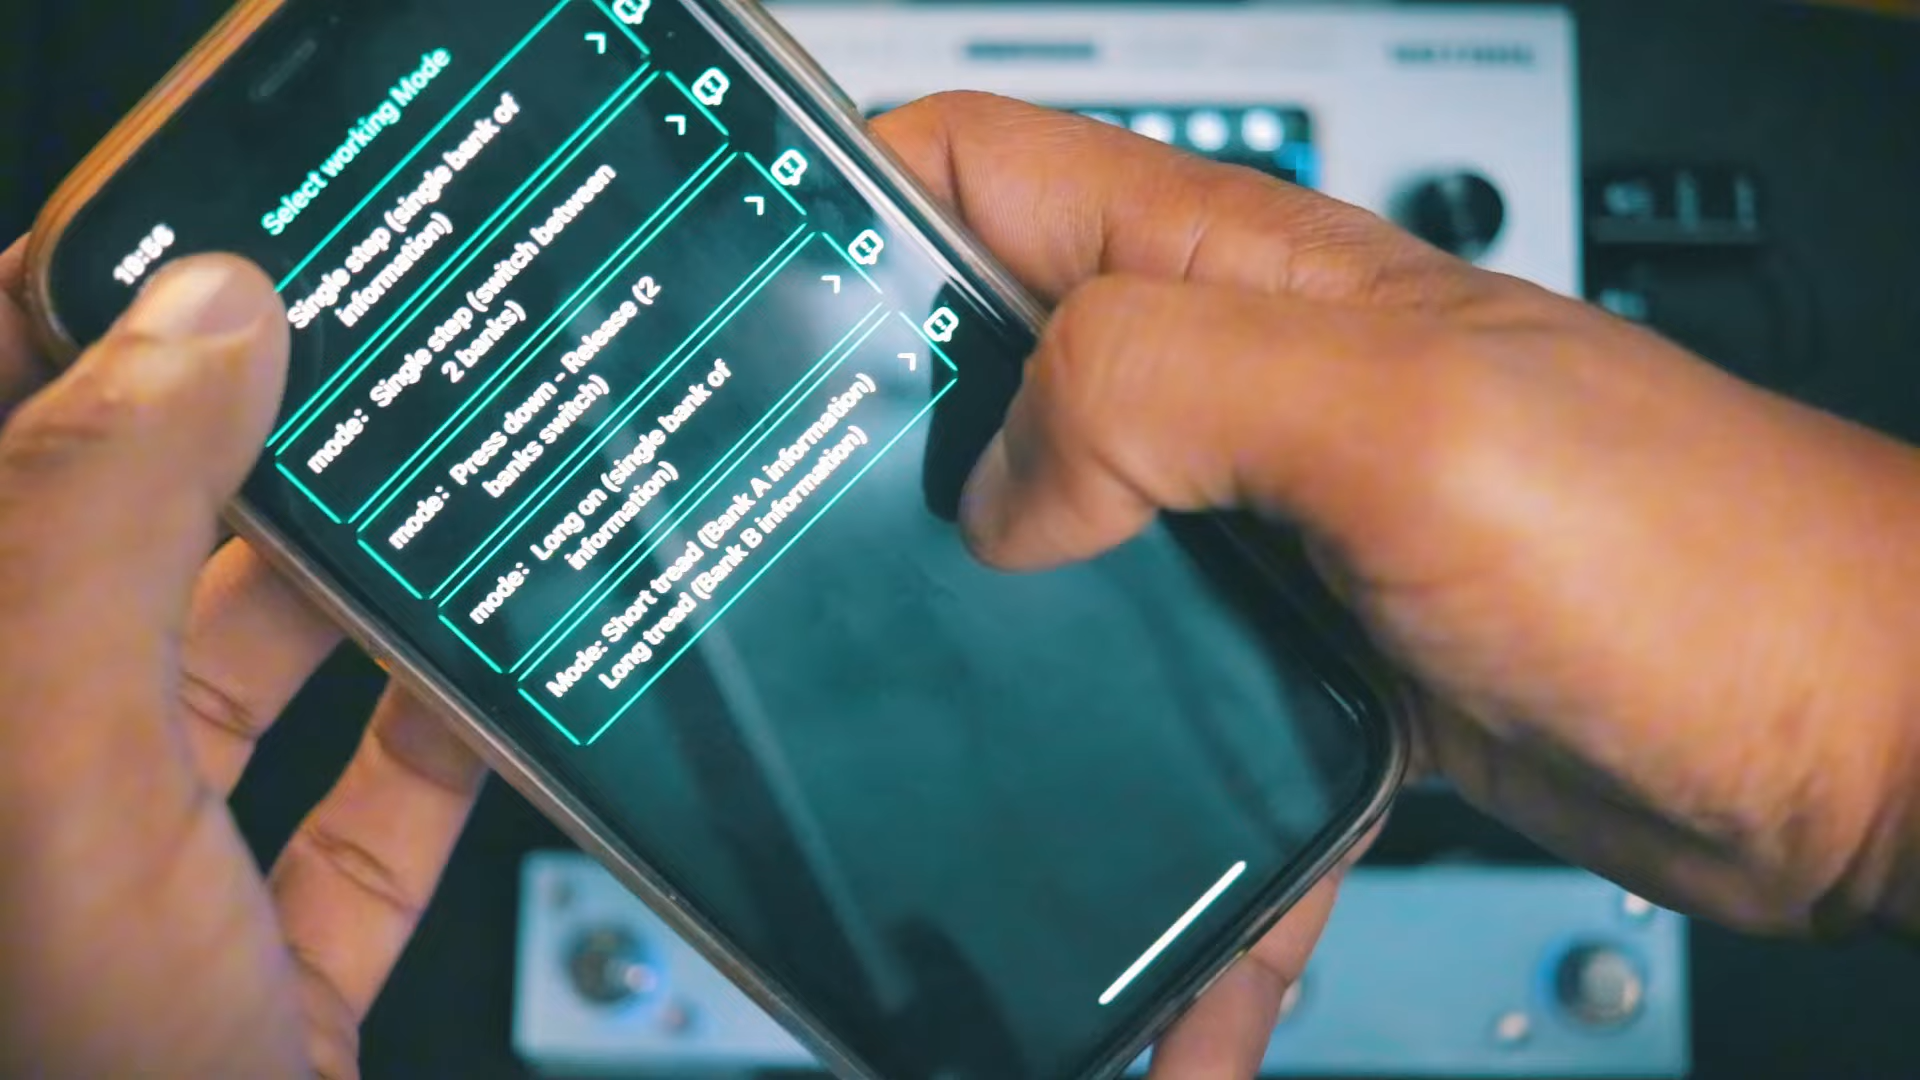 Select working Mode
Single step (single bank of
information)
mode: Single step (switch between
2 banks)
mode: Press down - Release (2
banks switch)
mode: Long on (single bank of
information)
Mode: Short tread (Bank A information)
Long tread (Bank B information)